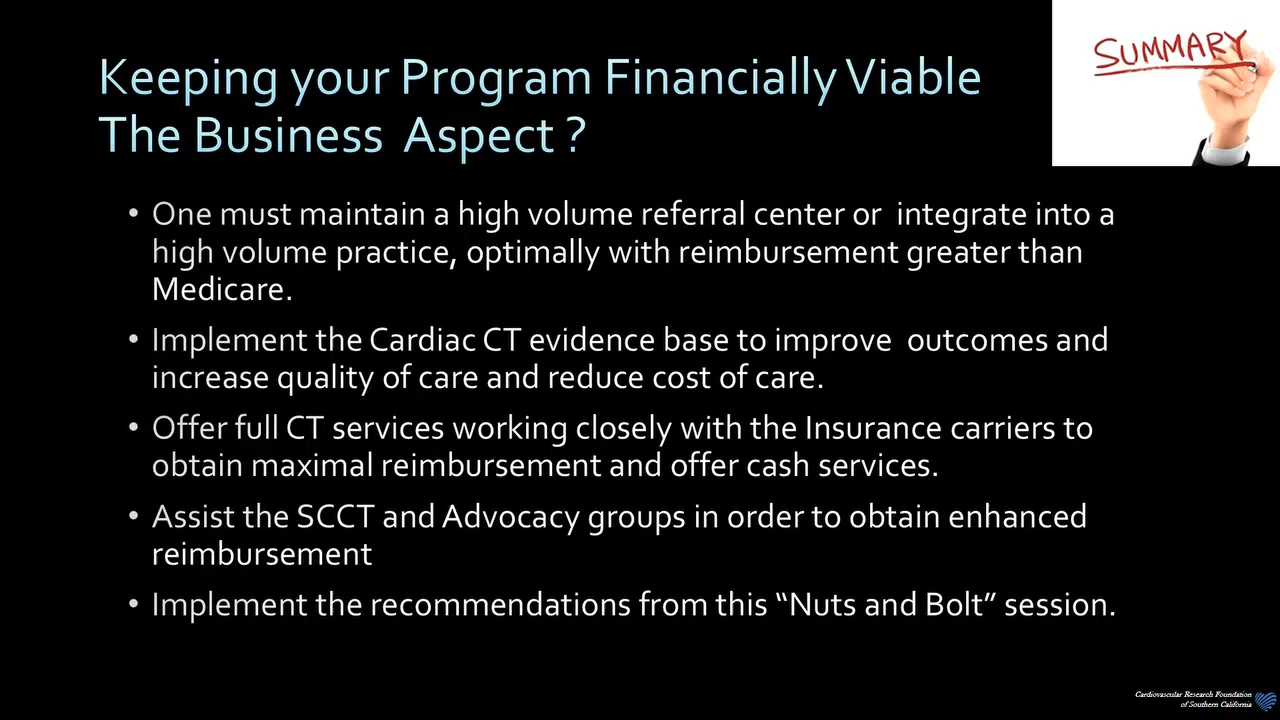 SUMMARY
Keeping your Program Financially Viable
The Business Aspect ?
• One must maintain a high volume referral center or integrate into a
high volume practice, optimally with reimbursement greater than
Medicare.
• Implement the Cardiac CT evidence base to improve outcomes and
increase quality of care and reduce cost of care.
• Offer full CT services working closely with the Insurance carriers to
obtain maximal reimbursement and offer cash services.
• Assist the SCCT and Advocacy groups in order to obtain enhanced
reimbursement
• Implement the recommendations from this “Nuts and Bolt” session.
Cardiovascular Research Foundation
of Southern California